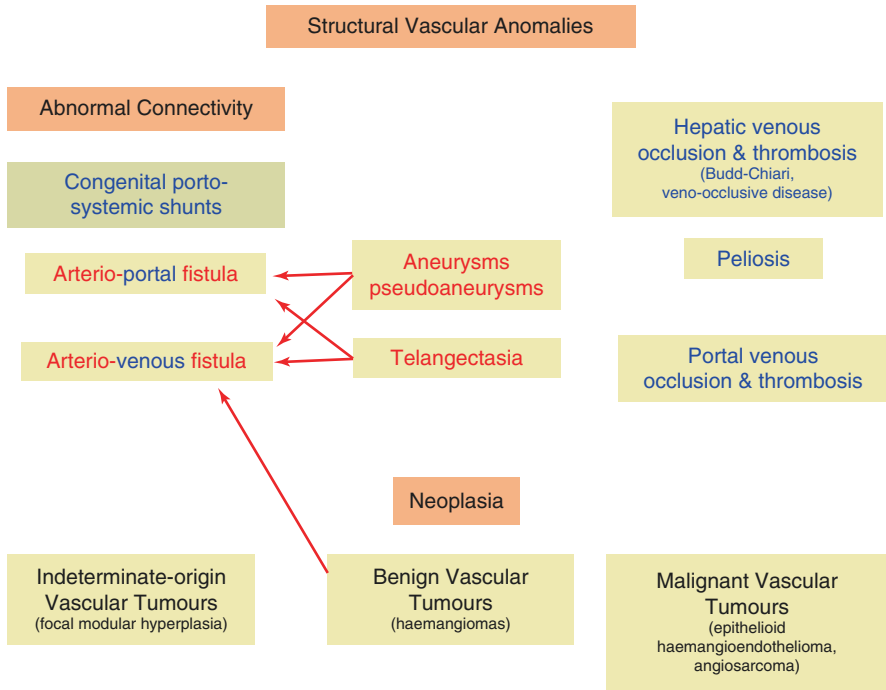 Structural Vascular Anomalies
Abnormal Connectivity
Congenital porto-
systemic shunts
Arterio-portal fistula
Arterio-venous fistula
Aneurysms
pseudoaneurysms
Telangectasia
Hepatic venous
occlusion & thrombosis
(Budd-Chiari,
veno-occlusive disease)
Peliosis
Portal venous
occlusion & thrombosis
Neoplasia
Indeterminate-origin
Vascular Tumours
(focal modular hyperplasia)
Benign Vascular
Tumours
(haemangiomas)
Malignant Vascular
Tumours
(epithelioid
haemangioendothelioma,
angiosarcoma)